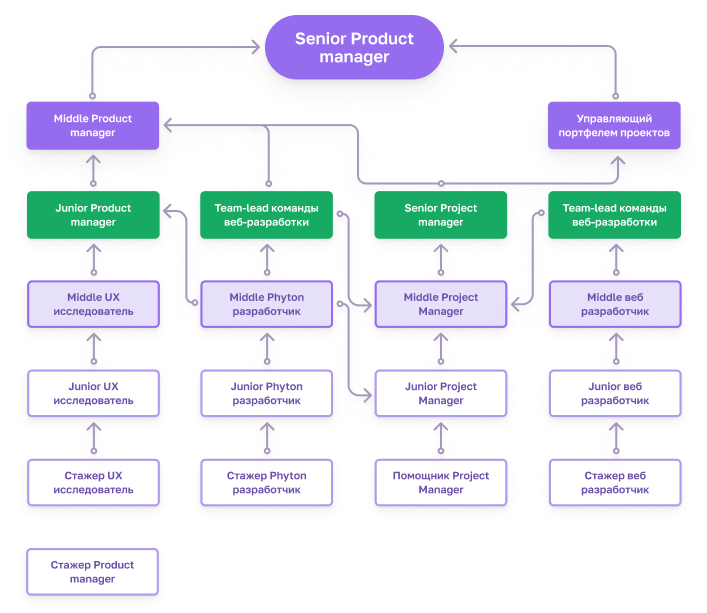 Senior Product
manager
Middle Product
manager
Управляющий
портфелем проектов
Junior Product
manager
Team-lead команды
веб-разработки
Senior Project
manager
Team-lead команды
веб-разработки
Middle UX
исследователь
Middle Phyton
разработчик
Middle Project
Manager
Middle веб
разработчик
Junior UX
исследователь
Junior Phyton
разработчик
Junior Project
Manager
Junior веб
разработчик
Стажер UX
исследователь
Стажер Phyton
разработчик
Помощник Project
Manager
Стажер веб
разработчик
Стажер Product
manager